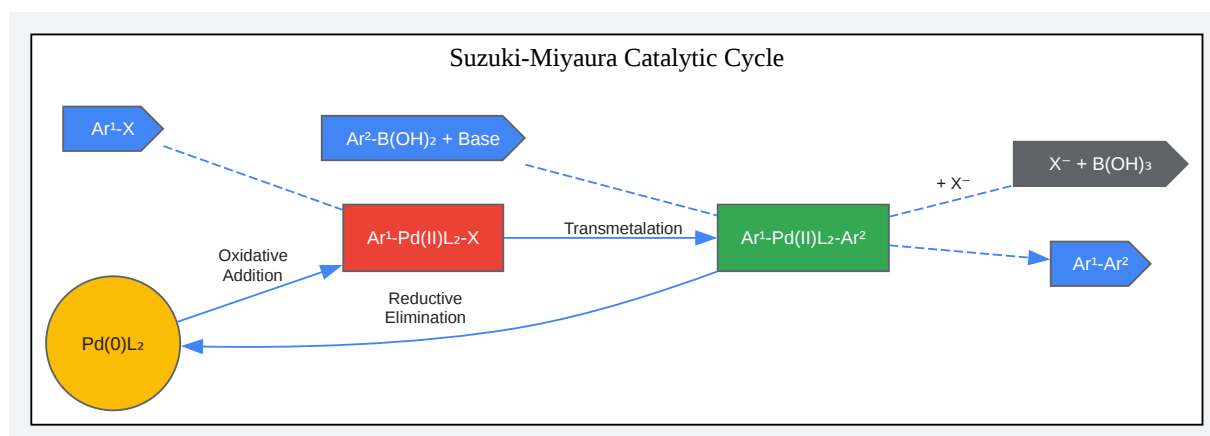 Suzuki-Miyaura Catalytic Cycle
Ar¹-X
Ar²-B(OH)₂ + Base
X⁻ + B(OH)₃
+ X⁻
Ar¹-Pd(II)L₂-X
Transmetalation
Ar¹-Pd(II)L₂-Ar²
Ar¹-Ar²
Oxidative
Addition
Reductive
Elimination
Pd(0)L₂